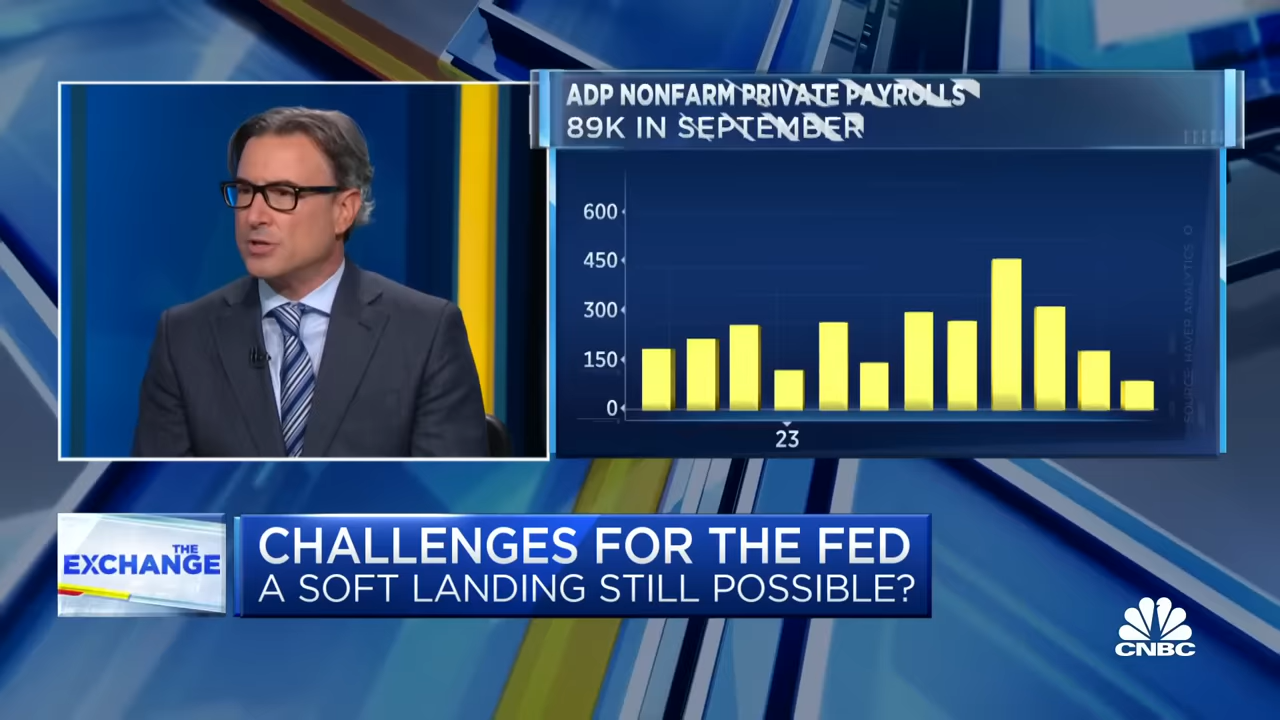 ADP NONFARM PRIVATE PAYROLLS
89K IN SEPTEMBER
600
450
300
150
0
23
SOURCE: HAVER ANALYTICS
THE
EXCHANGE
CHALLENGES FOR THE FED
A SOFT LANDING STILL POSSIBLE?
CNBC